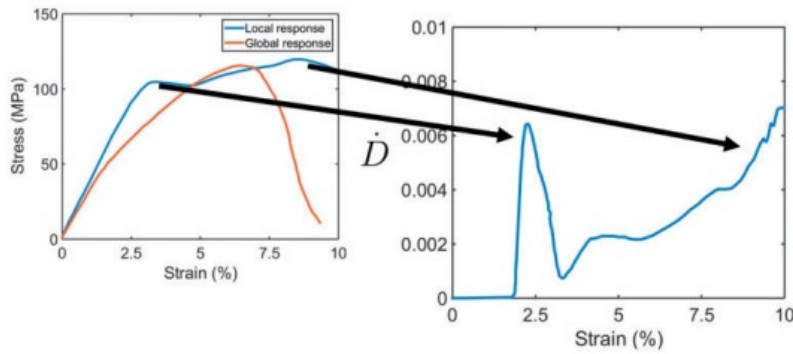 150
100
50
0
Stress (MPa)
Local response
Global response
0 2.5 5 7.5 10
Strain (%)
Ḋ
0.01
0.008
0.006
0.004
0.002
0
0 2.5 5 7.5 10
Strain (%)